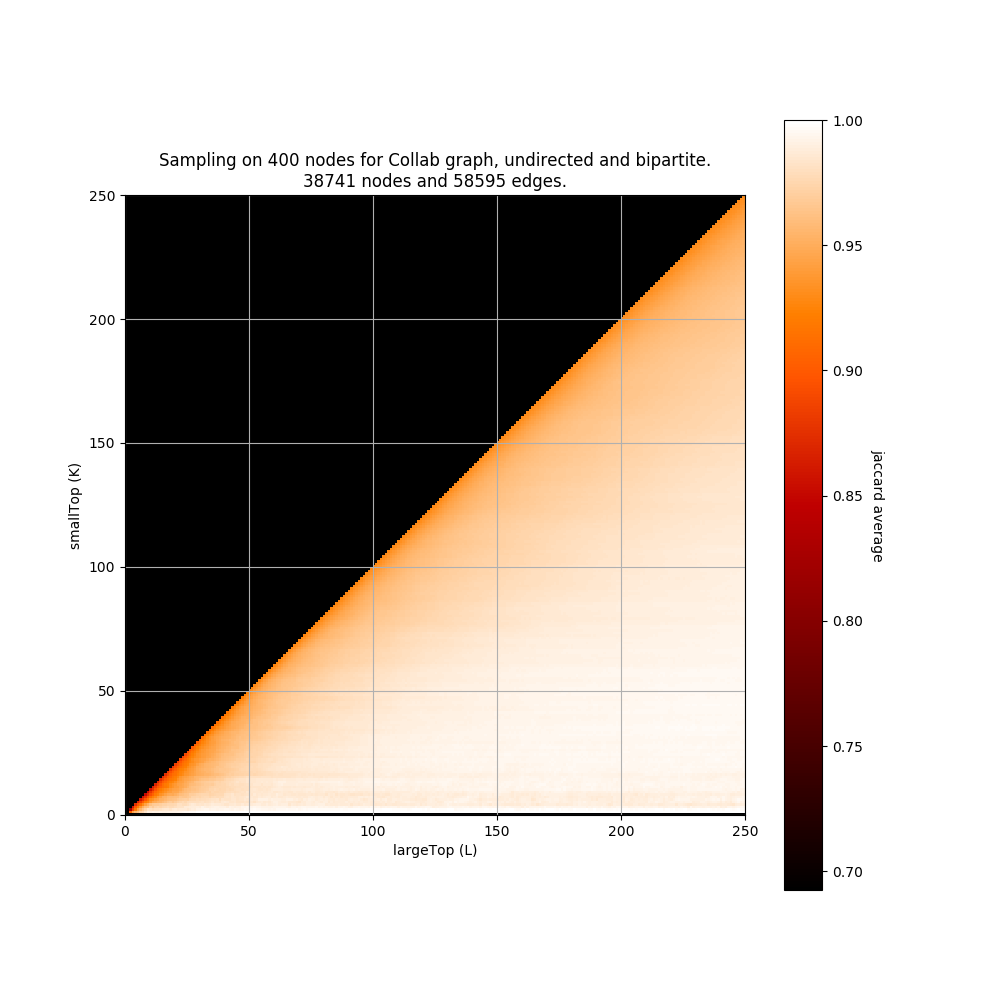 Sampling on 400 nodes for Collab graph, undirected and bipartite.
38741 nodes and 58595 edges.
250
200
150
100
50
0
smallTop (K)
0 50 100 150 200 250
largeTop (L)
1.00
0.95
0.90
0.85
0.80
0.75
0.70
jaccard average